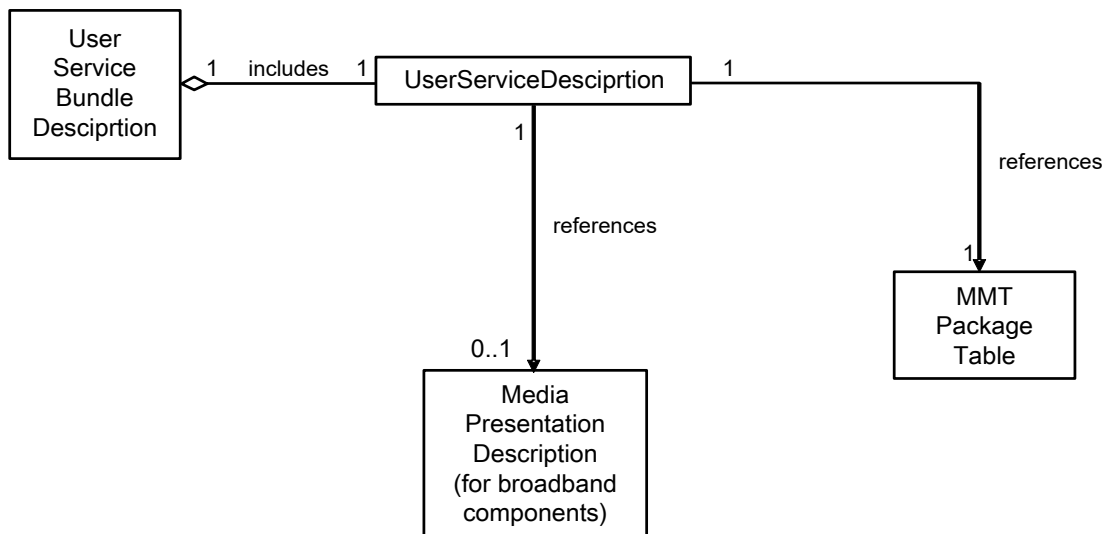 User
Service
Bundle
Desciprtion
1 includes 1
UserServiceDesciprtion
1
1
references
references
1
0..1
MMT
Package
Table
Media
Presentation
Description
(for broadband
components)